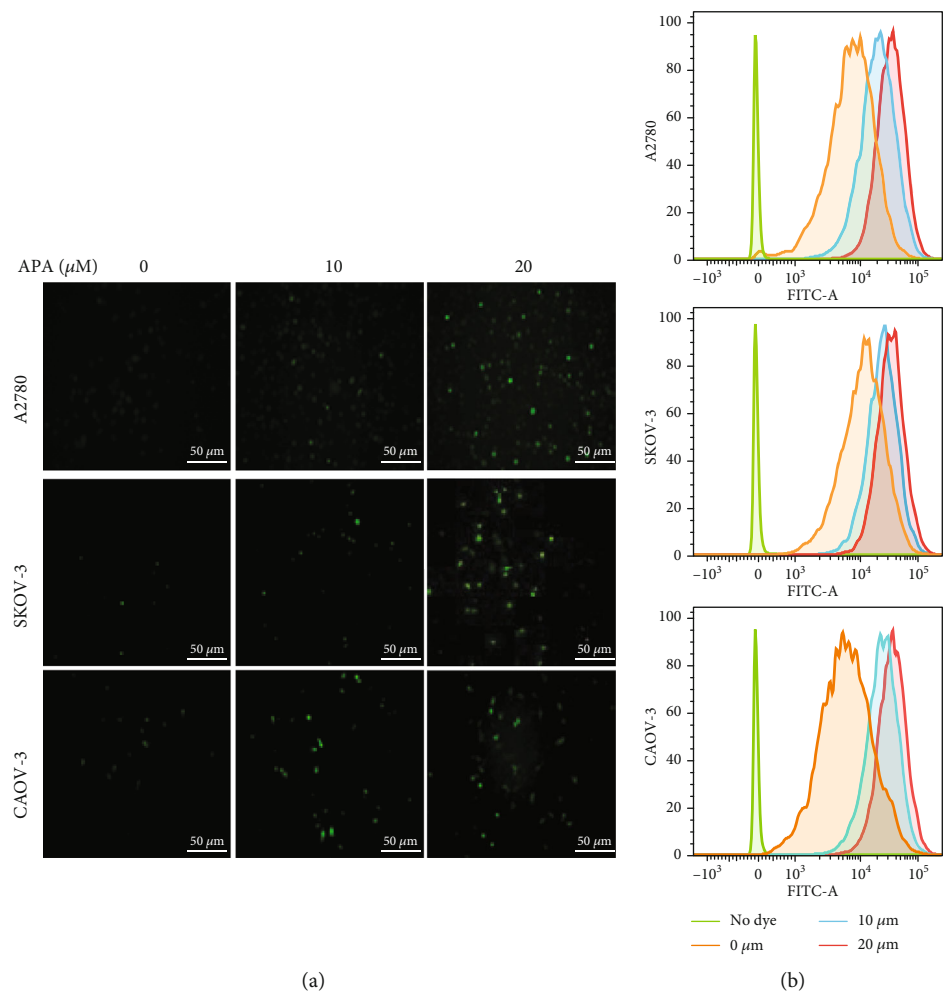 APA (μM) 0 10 20
A2780
50 μm 50 μm 50 μm
SKOV-3
50 μm 50 μm 50 μm
CAOV-3
50 μm 50 μm 50 μm
(a)
100
80
60
40
20
0
A2780
−10³ 0 10³ 10⁴ 10⁵
FITC-A
100
80
60
40
20
0
SKOV-3
−10³ 0 10³ 10⁴ 10⁵
FITC-A
100
80
60
40
20
0
CAOV-3
−10³ 0 10³ 10⁴ 10⁵
FITC-A
No dye 10 μm
0 μm 20 μm
(b)